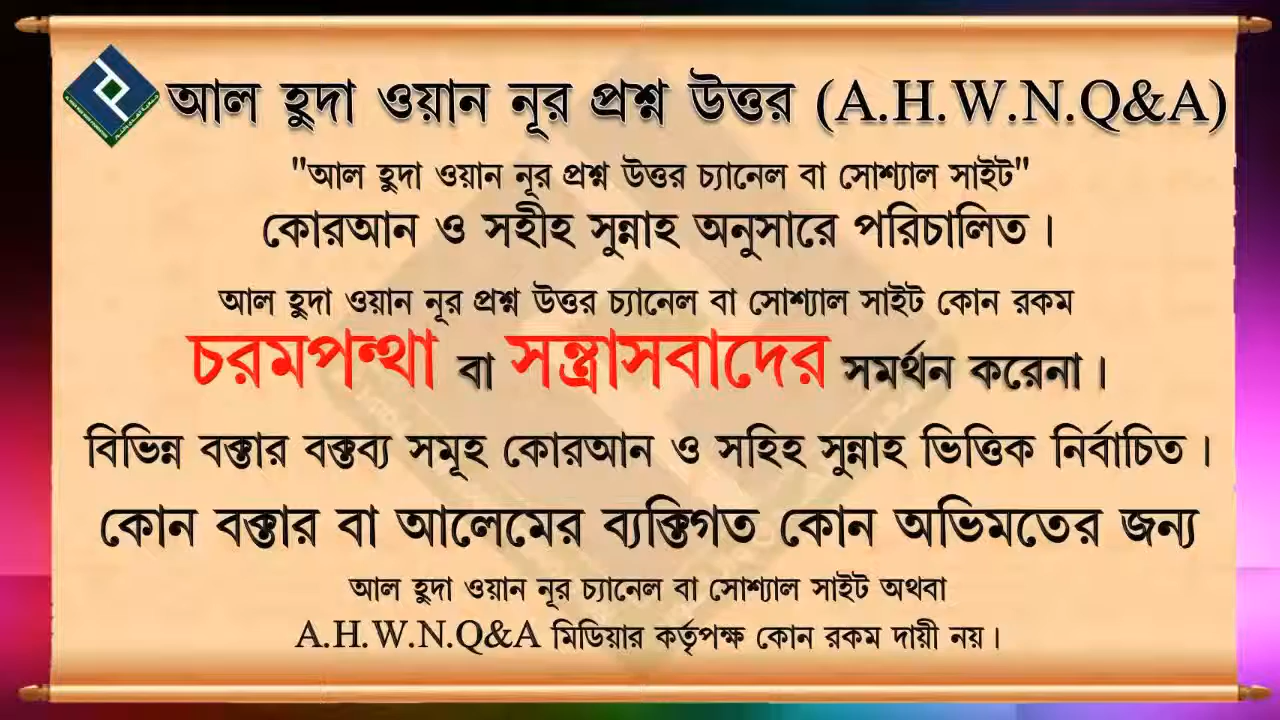 আল হুদা ওয়ান নূর প্রশ্ন উত্তর (A.H.W.N.Q&A)
"আল হুদা ওয়ান নূর প্রশ্ন উত্তর চ্যানেল বা সোশ্যাল সাইট"
কোরআন ও সহীহ সুন্নাহ অনুসারে পরিচালিত।
আল হুদা ওয়ান নূর প্রশ্ন উত্তর চ্যানেল বা সোশ্যাল সাইট কোন রকম
চরমপন্থা বা সন্ত্রাসবাদের সমর্থন করেনা।
বিভিন্ন বক্তার বক্তব্য সমূহ কোরআন ও সহিহ সুন্নাহ ভিত্তিক নির্বাচিত।
কোন বক্তার বা আলেমের ব্যক্তিগত কোন অভিমতের জন্য
আল হুদা ওয়ান নূর চ্যানেল বা সোশ্যাল সাইট অথবা
A.H.W.N.Q&A মিডিয়ার কর্তৃপক্ষ কোন রকম দায়ী নয়।